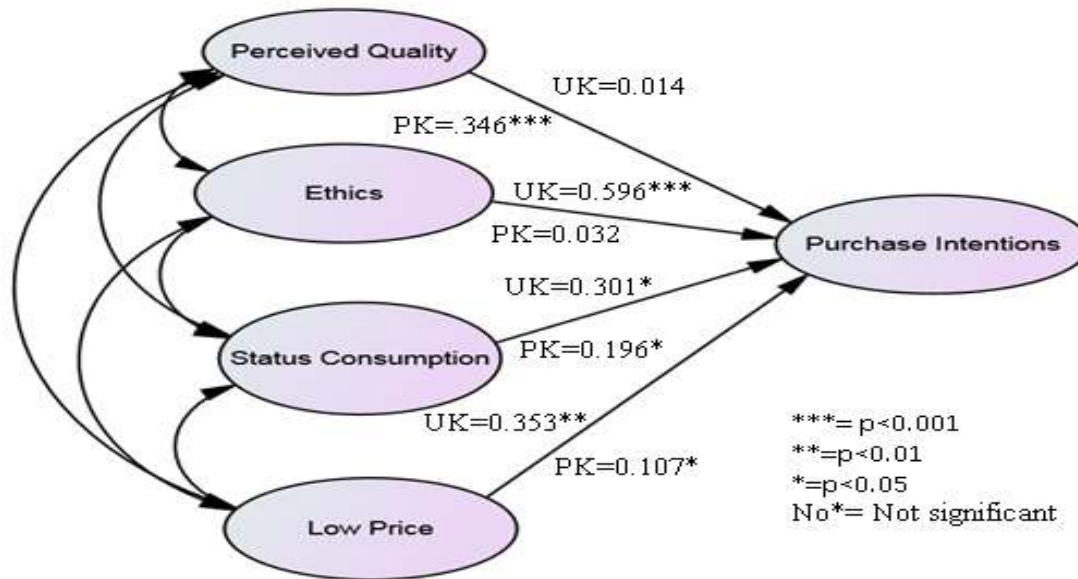 Perceived Quality
UK=0.014
PK=.346***
Ethics
UK=0.596***
PK=0.032
Purchase Intentions
UK=0.301*
Status Consumption
PK=0.196*
UK=0.353**
PK=0.107*
Low Price
***= p<0.001
**=p<0.01
*=p<0.05
No*= Not significant